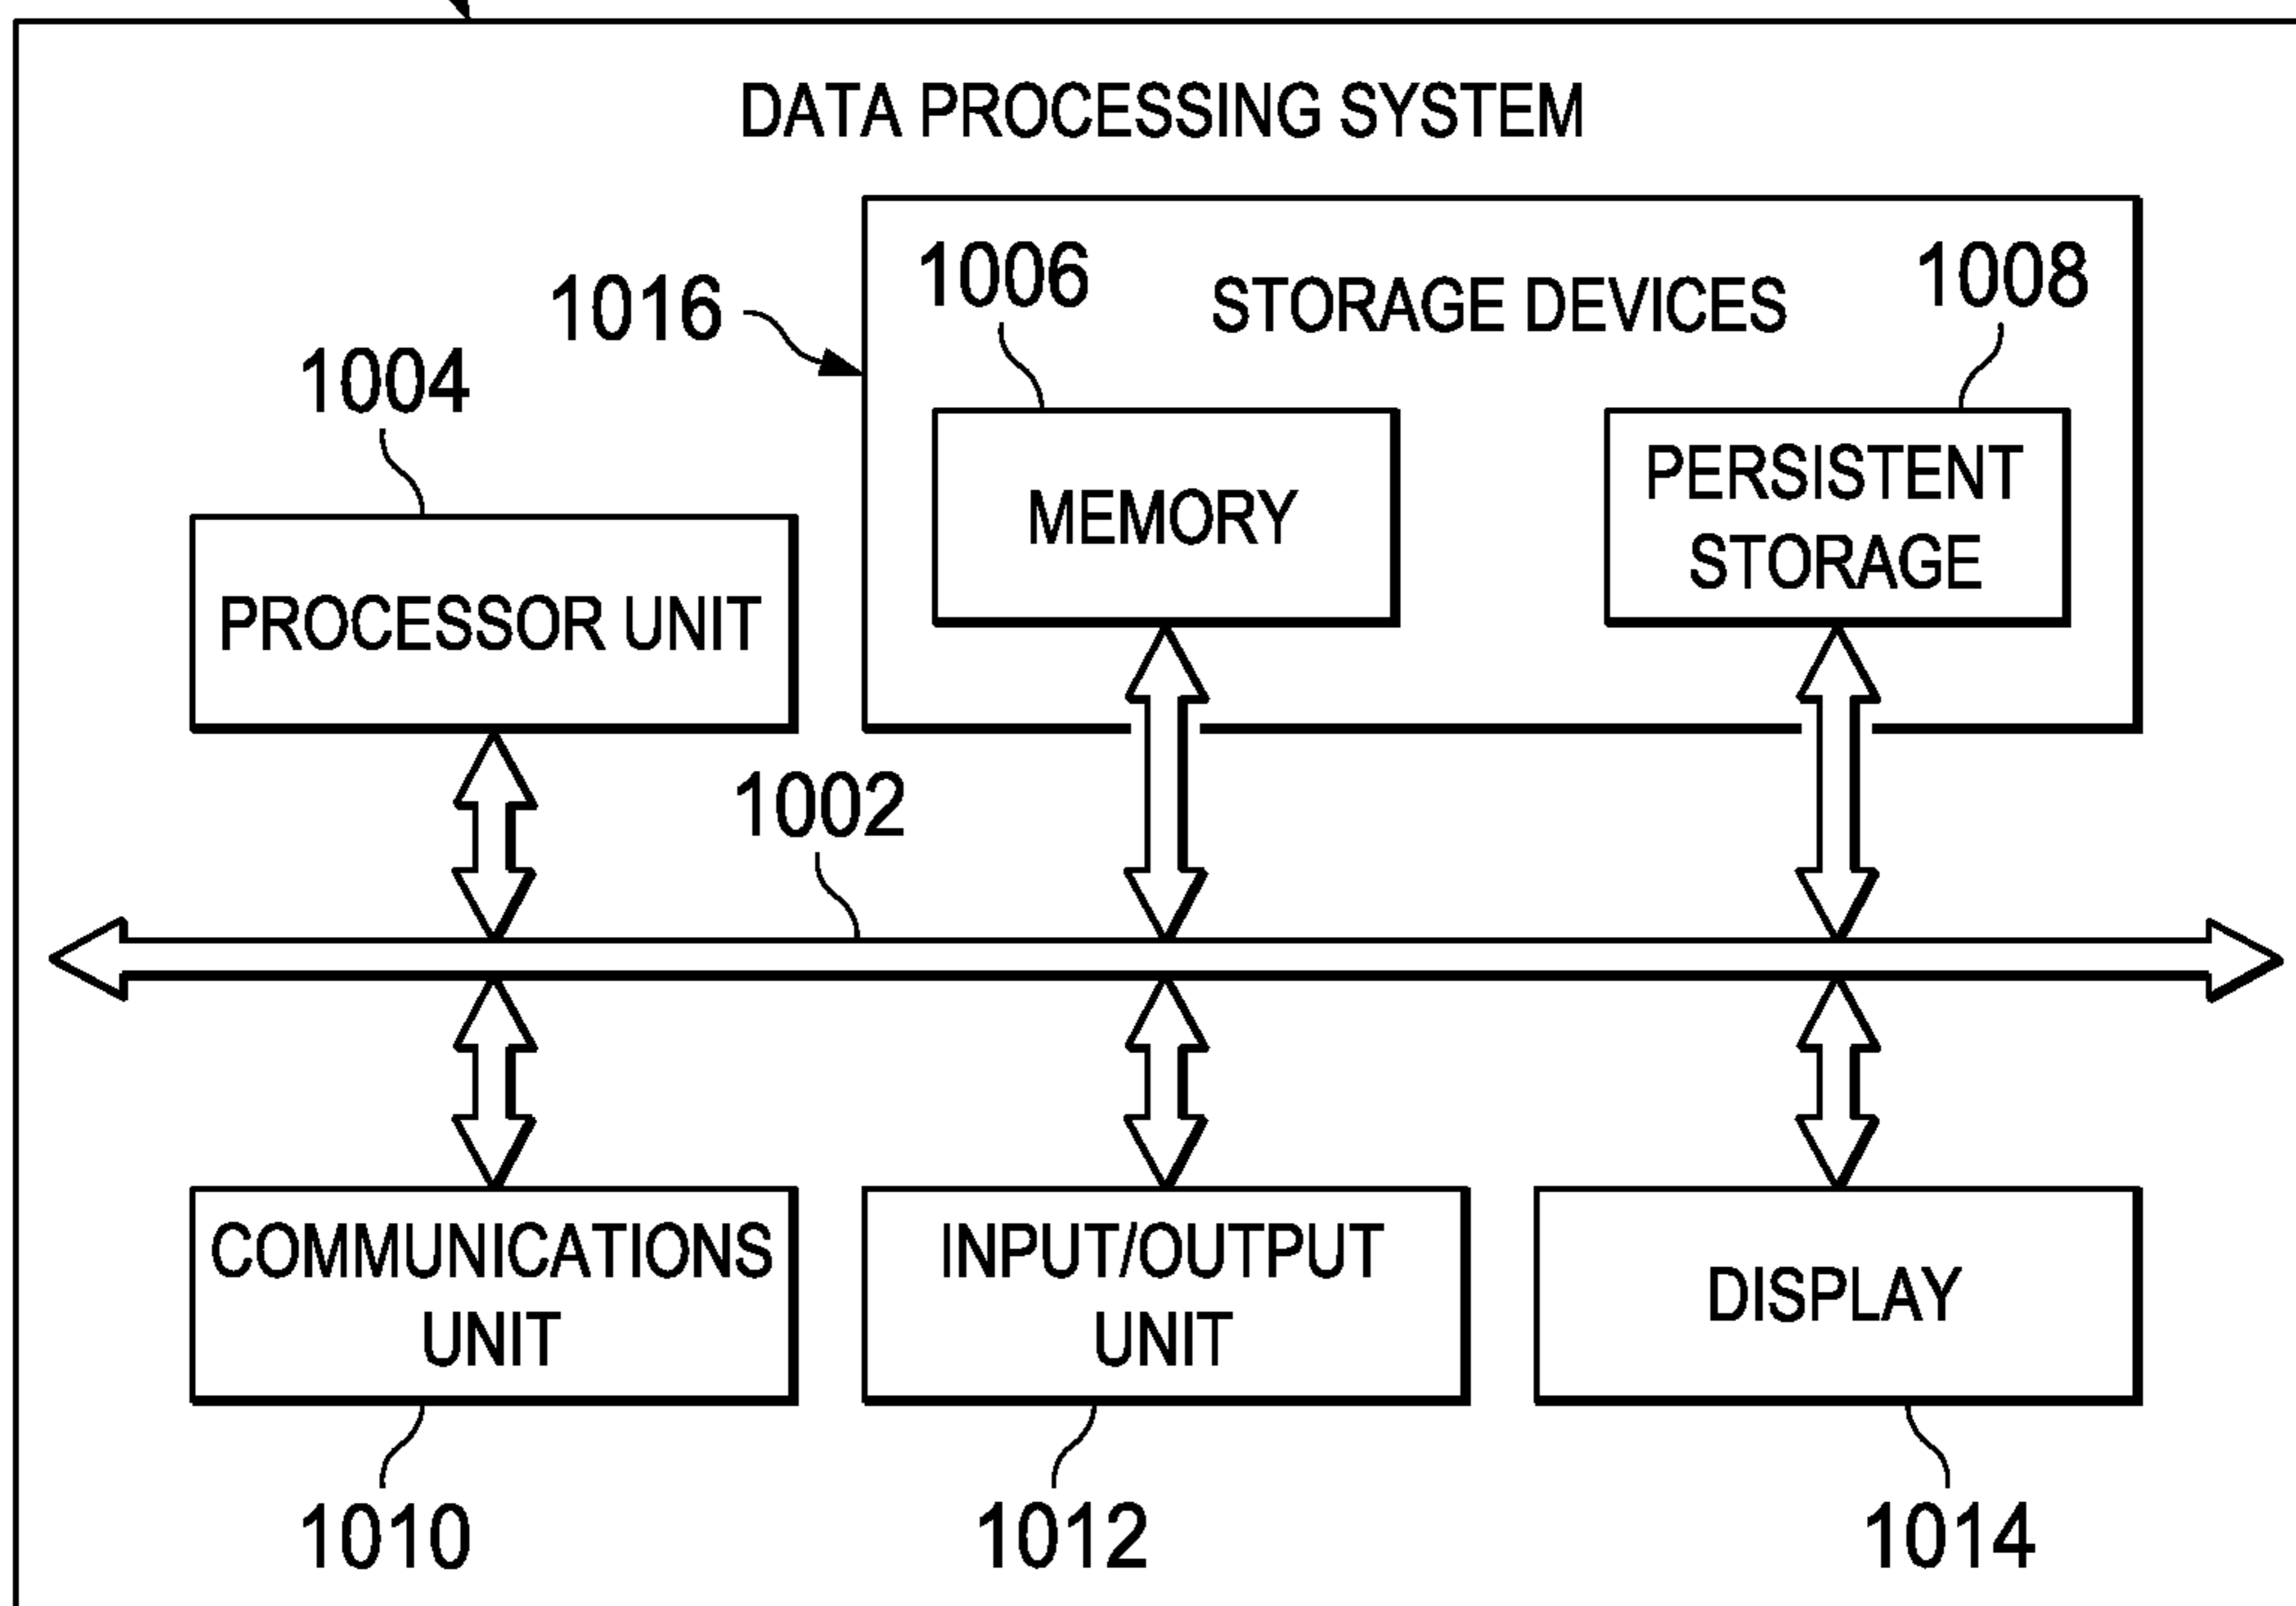 DATA PROCESSING SYSTEM
1016
1006
STORAGE DEVICES
1008
1004
MEMORY
PERSISTENT
STORAGE
PROCESSOR UNIT
1002
COMMUNICATIONS
UNIT
INPUT/OUTPUT
UNIT
DISPLAY
1010
1012
1014